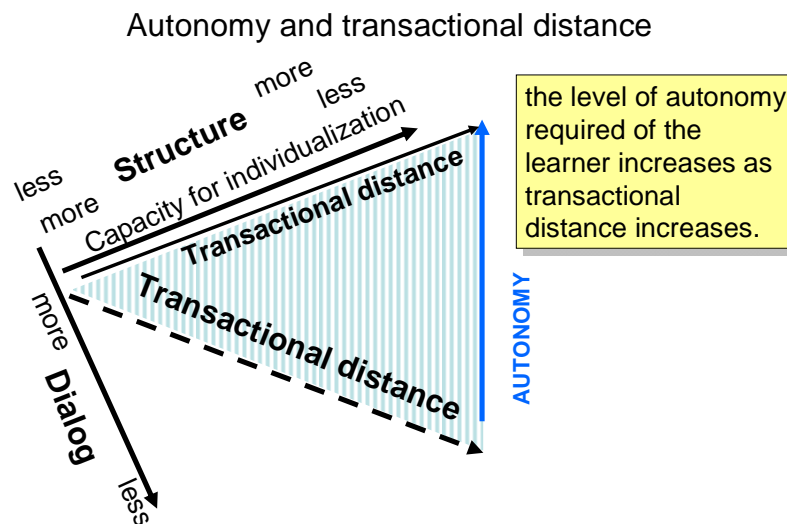 Autonomy and transactional distance
less Structure more
more Capacity for individualization less
Transactional distance
Transactional distance
more Dialog less
AUTONOMY
the level of autonomy
required of the
learner increases as
transactional
distance increases.